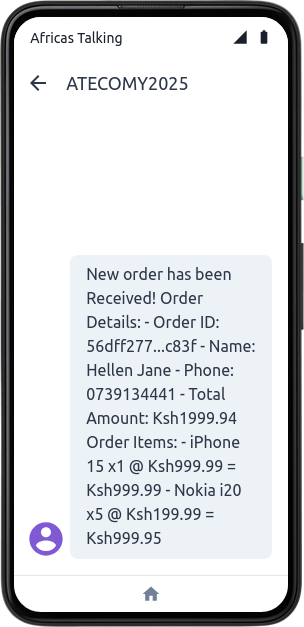 Africas Talking
ATECOMY2025
New order has been
Received! Order
Details: - Order ID:
56dff277...c83f - Name:
Hellen Jane - Phone:
0739134441 - Total
Amount: Ksh1999.94
Order Items: - iPhone
15 x1 @ Ksh999.99 =
Ksh999.99 - Nokia i20
x5 @ Ksh199.99 =
Ksh999.95